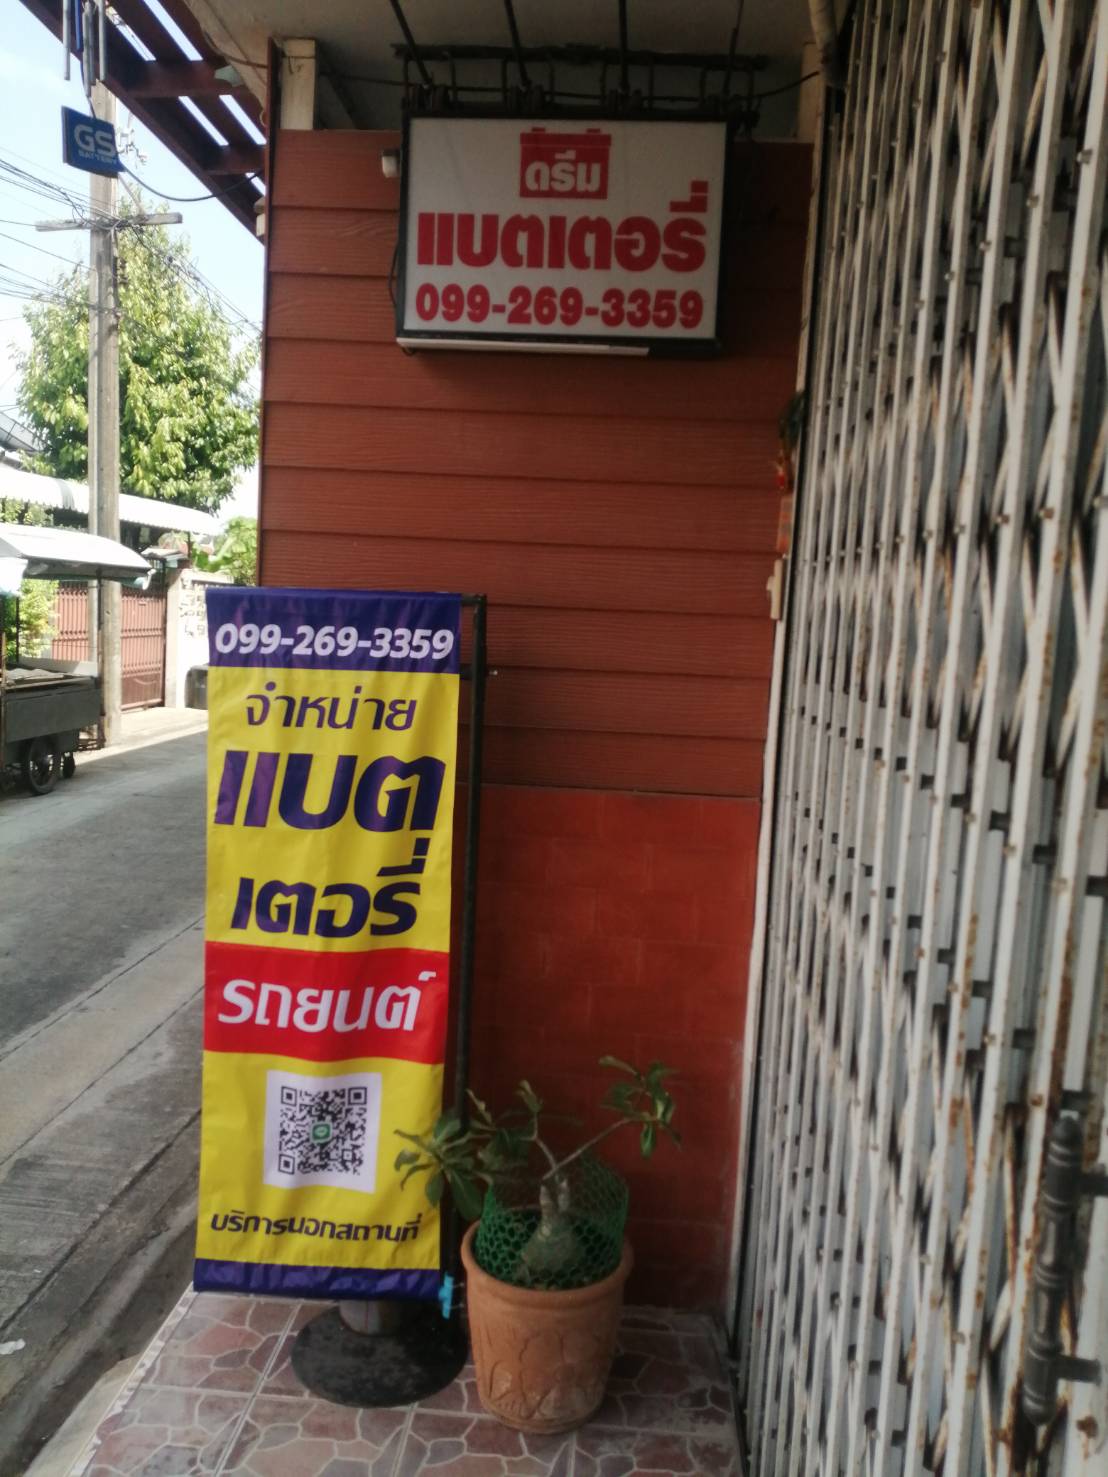 GS
BATTERY
ดรีม
แบตเตอรี่
099-269-3359
099-269-3359
จำหน่าย
แบต
เตอรี่
รถยนต์
บริการนอกสถานที่